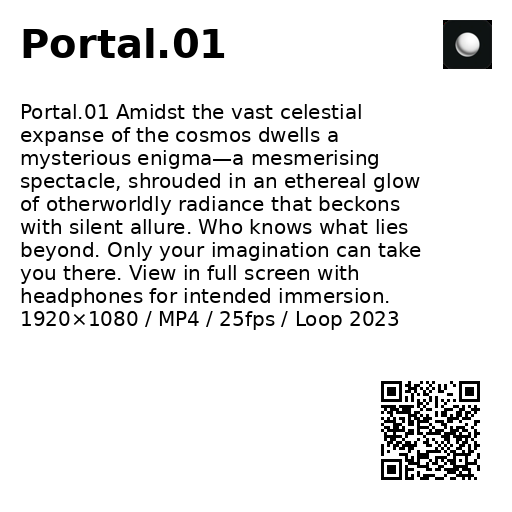 Portal.01
Portal.01 Amidst the vast celestial
expanse of the cosmos dwells a
mysterious enigma—a mesmerising
spectacle, shrouded in an ethereal glow
of otherworldly radiance that beckons
with silent allure. Who knows what lies
beyond. Only your imagination can take
you there. View in full screen with
headphones for intended immersion.
1920×1080 / MP4 / 25fps / Loop 2023